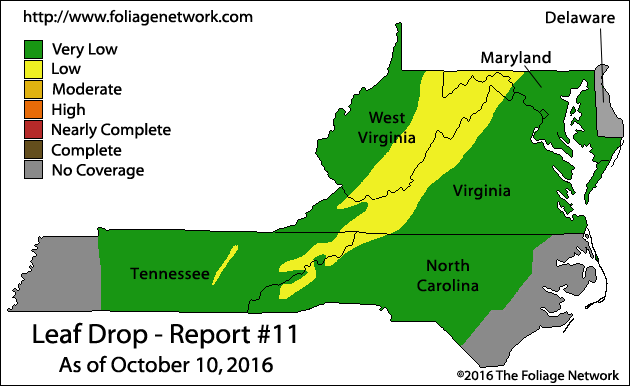 http://www.foliagenetwork.com
Delaware
Very Low
Low
Moderate
High
Nearly Complete
Complete
No Coverage
Maryland
West
Virginia
Virginia
Tennessee
North
Carolina
Leaf Drop - Report #11
As of October 10, 2016
©2016 The Foliage Network